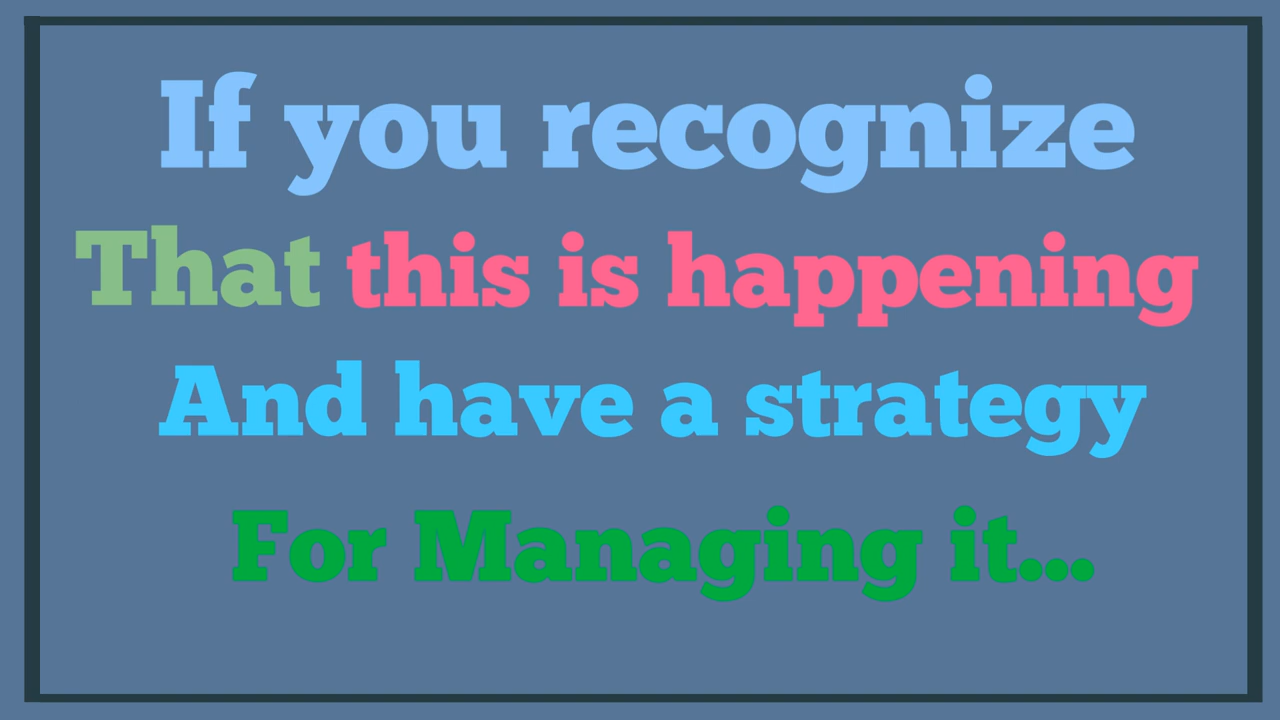 If you recognize
That this is happening
And have a strategy
For Managing it...